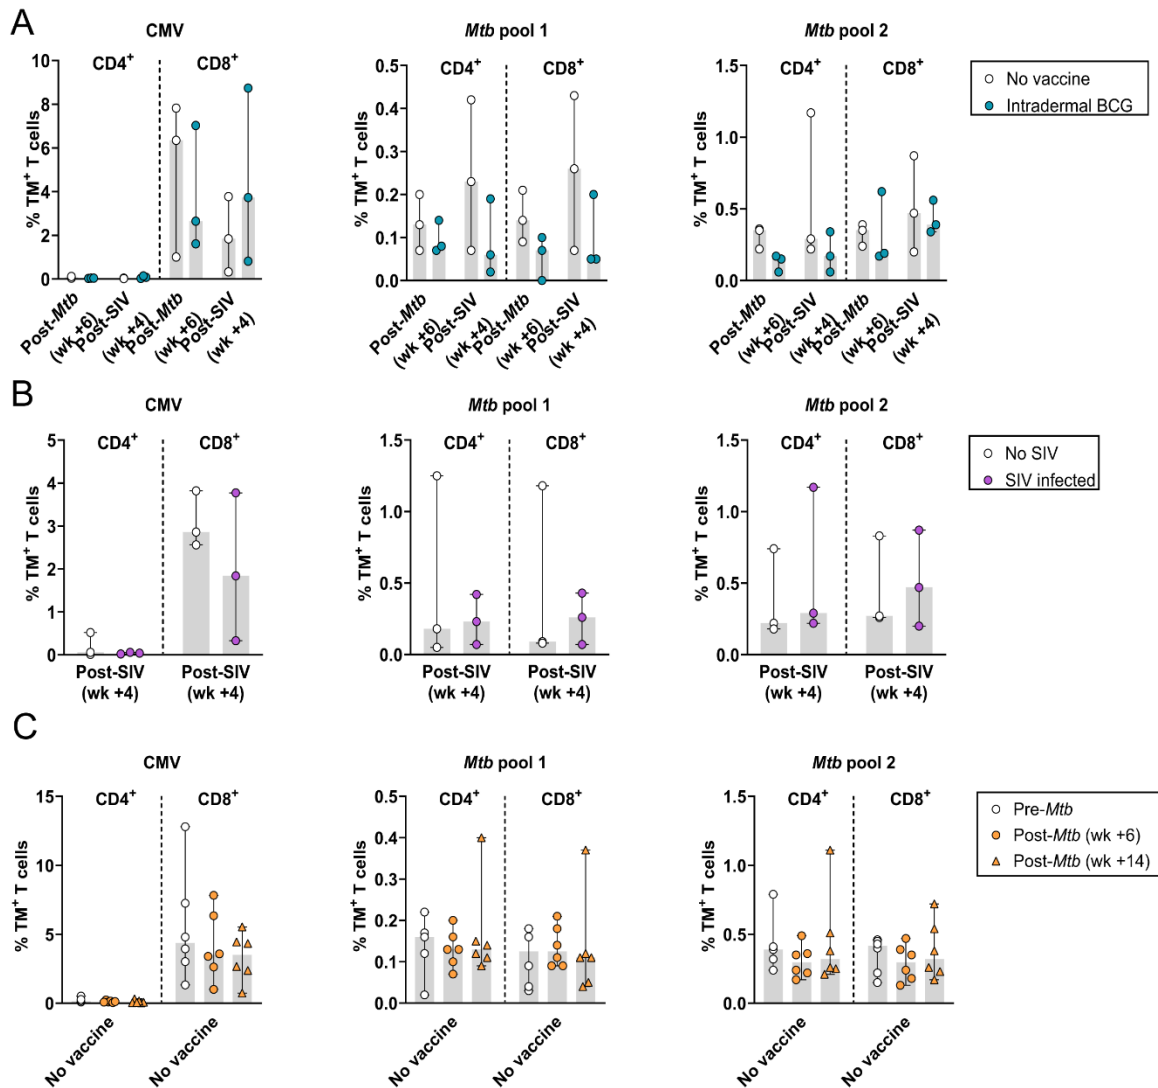 A
CMV
CD4+
CD8+
10
8
6
4
2
0
% TM+ T cells
Post-Mtb
(wk +6)
Post-SIV
(wk +4)
Post-Mtb
(wk +6)
Post-SIV
(wk +4)
Mtb pool 1
CD4+
CD8+
0.5
0.4
0.3
0.2
0.1
0.0
% TM+ T cells
Post-Mtb
(wk +6)
Post-SIV
(wk +4)
Post-Mtb
(wk +6)
Post-SIV
(wk +4)
Mtb pool 2
CD4+
CD8+
1.5
1.0
0.5
0.0
% TM+ T cells
Post-Mtb
(wk +6)
Post-SIV
(wk +4)
Post-Mtb
(wk +6)
Post-SIV
(wk +4)
No vaccine
Intradermal BCG
B
CMV
CD4+
CD8+
5
4
3
2
1
0
% TM+ T cells
Post-SIV
(wk +4)
Post-SIV
(wk +4)
Mtb pool 1
CD4+
CD8+
1.5
1.0
0.5
0.0
% TM+ T cells
Post-SIV
(wk +4)
Post-SIV
(wk +4)
Mtb pool 2
CD4+
CD8+
1.5
1.0
0.5
0.0
% TM+ T cells
Post-SIV
(wk +4)
Post-SIV
(wk +4)
No SIV
SIV infected
C
CMV
CD4+
CD8+
15
10
5
0
% TM+ T cells
No vaccine
No vaccine
Mtb pool 1
CD4+
CD8+
0.5
0.4
0.3
0.2
0.1
0.0
% TM+ T cells
No vaccine
No vaccine
Mtb pool 2
CD4+
CD8+
1.5
1.0
0.5
0.0
% TM+ T cells
No vaccine
No vaccine
Pre-Mtb
Post-Mtb (wk +6)
Post-Mtb (wk +14)